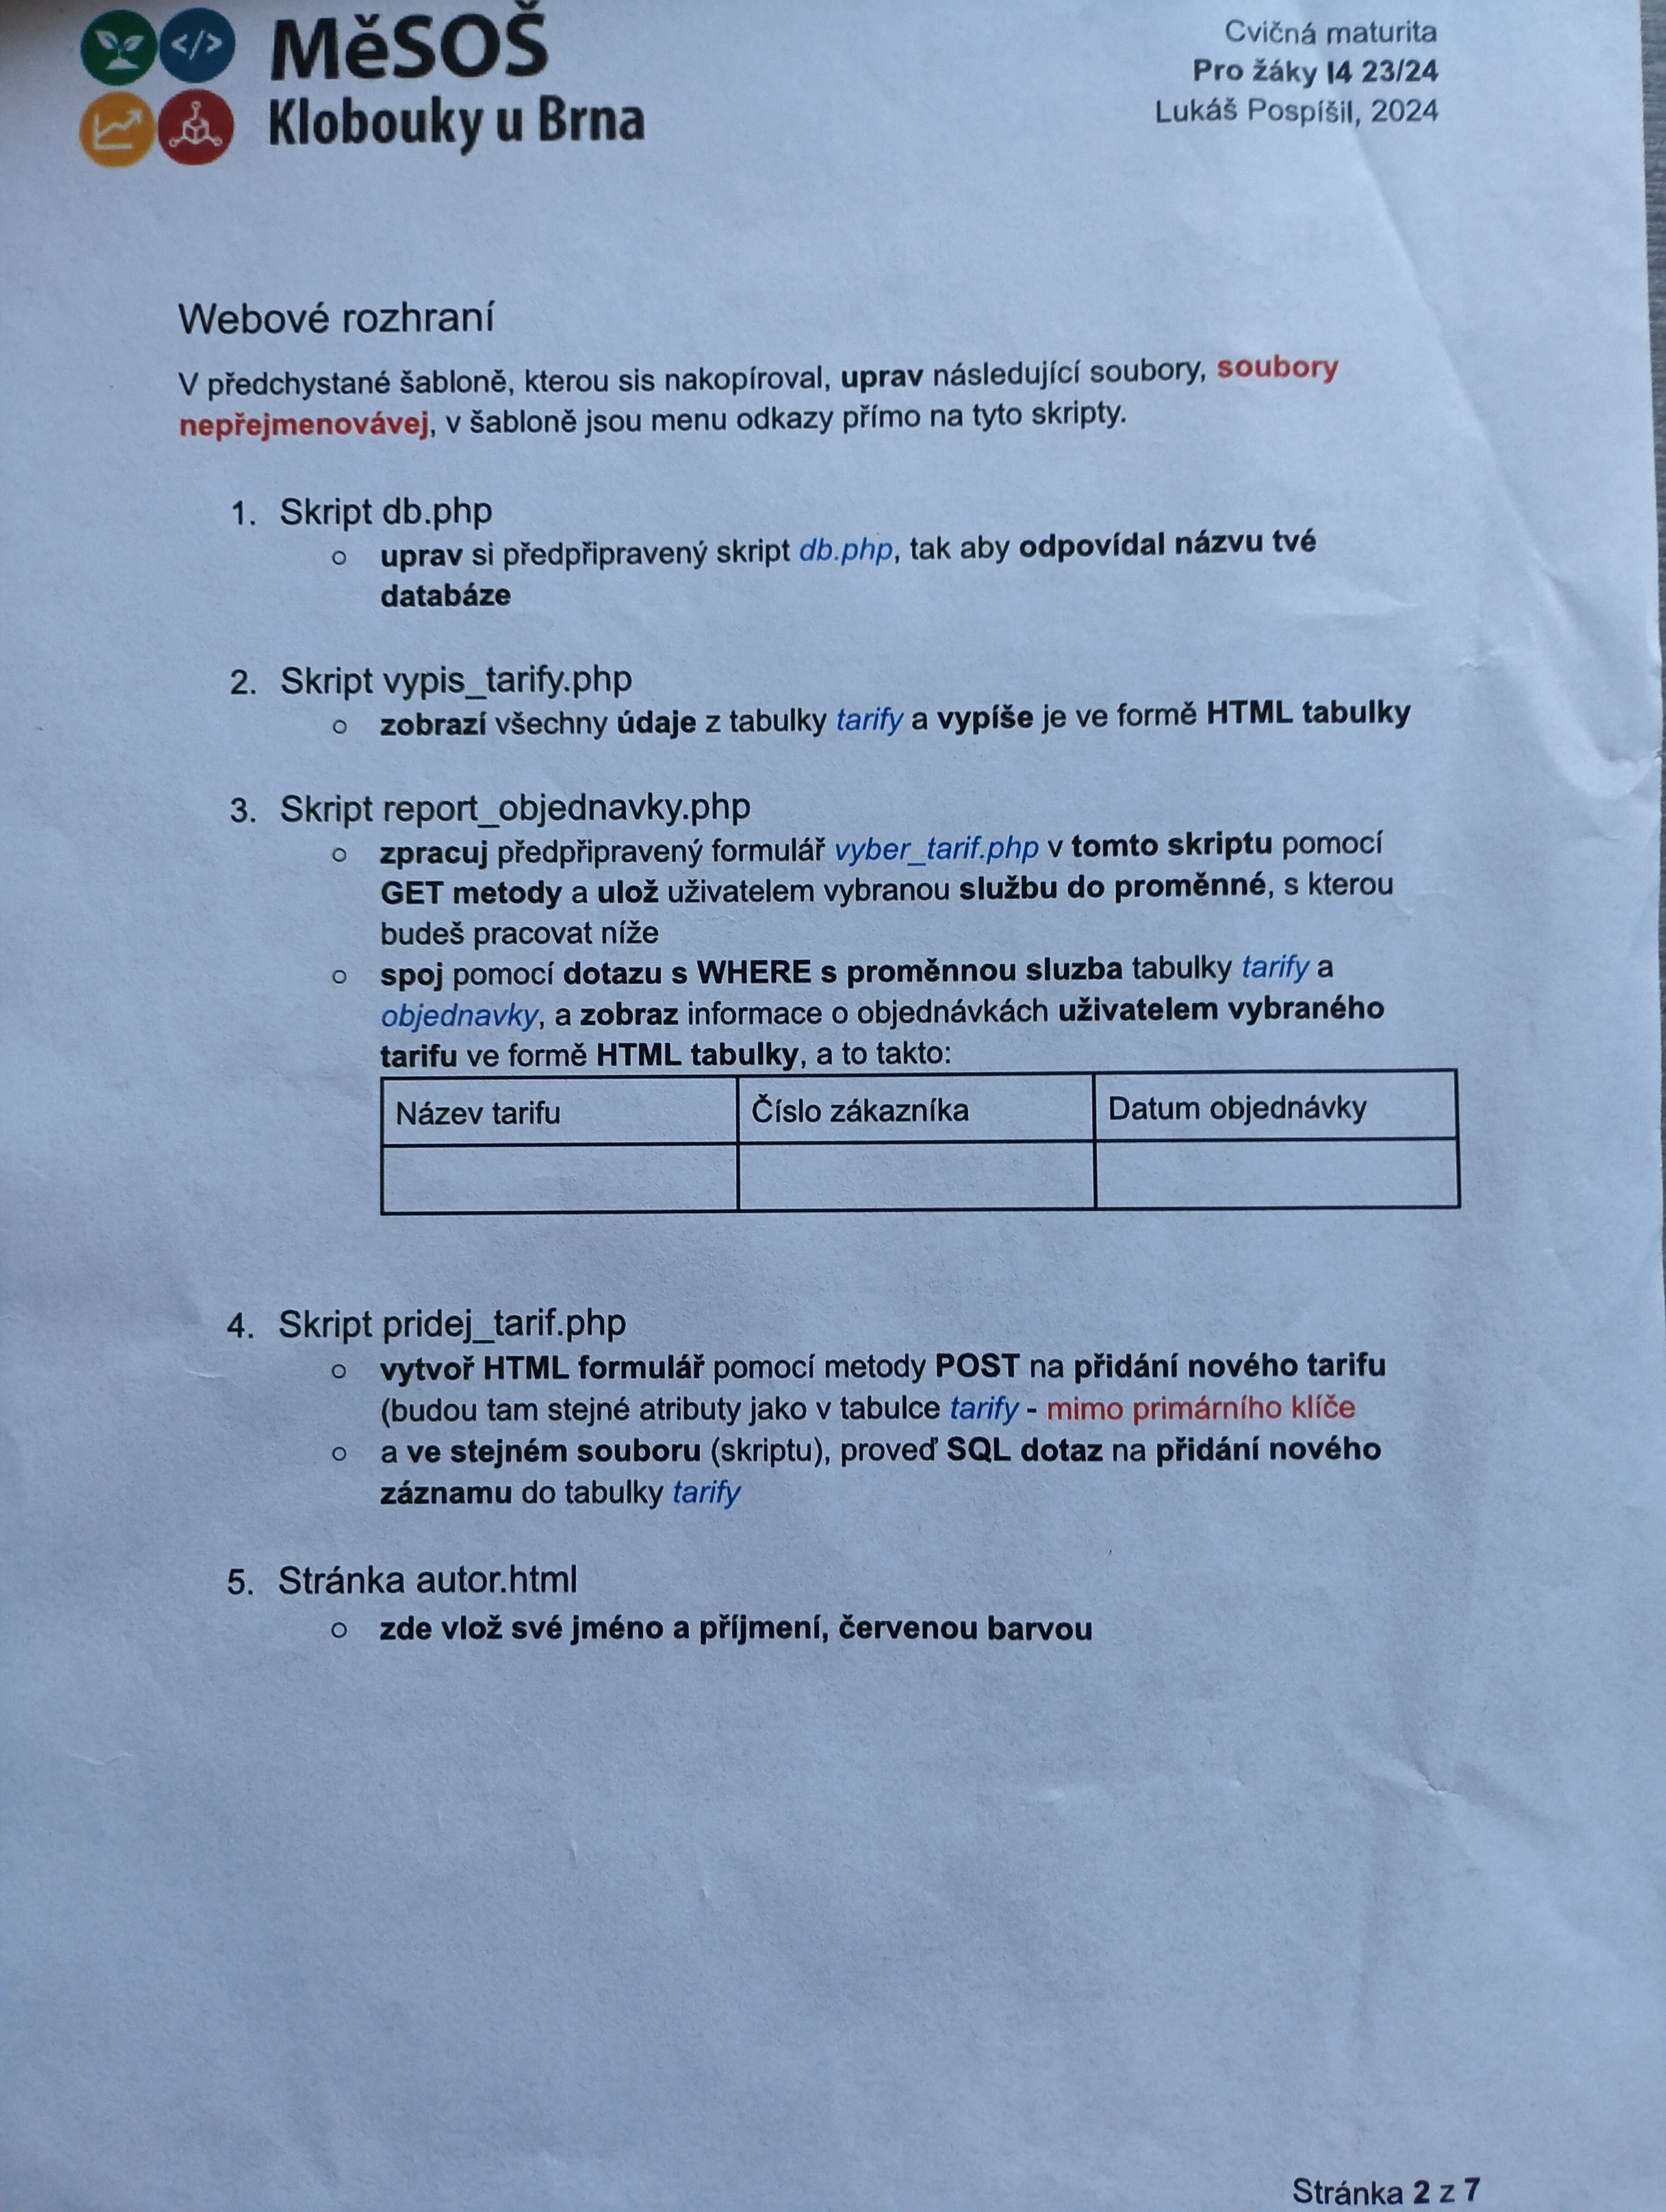 MěSOŠ
Klobouky u Brna
Cvičná maturita
Pro žáky I4 23/24
Lukáš Pospíšil, 2024
Webové rozhraní
V předchystané šabloně, kterou sis nakopíroval, uprav následující soubory, soubory
nepřejmenovávej, v šabloně jsou menu odkazy přímo na tyto skripty.
1. Skript db.php
○ uprav si předpřipravený skript db.php, tak aby odpovídal názvu tvé
databáze
2. Skript vypis_tarify.php
○ zobrazí všechny údaje z tabulky tarify a vypíše je ve formě HTML tabulky
3. Skript report_objednavky.php
○ zpracuj předpřipravený formulář vyber_tarif.php v tomto skriptu pomocí
GET metody a ulož uživatelem vybranou službu do proměnné, s kterou
budeš pracovat níže
○ spoj pomocí dotazu s WHERE s proměnnou sluzba tabulky tarify a
objednavky, a zobraz informace o objednávkách uživatelem vybraného
tarifu ve formě HTML tabulky, a to takto:
Název tarifu Číslo zákazníka Datum objednávky
4. Skript pridej_tarif.php
○ vytvoř HTML formulář pomocí metody POST na přidání nového tarifu
(budou tam stejné atributy jako v tabulce tarify - mimo primárního klíče
○ a ve stejném souboru (skriptu), proveď SQL dotaz na přidání nového
záznamu do tabulky tarify
5. Stránka autor.html
○ zde vlož své jméno a příjmení, červenou barvou
Stránka 2 z 7